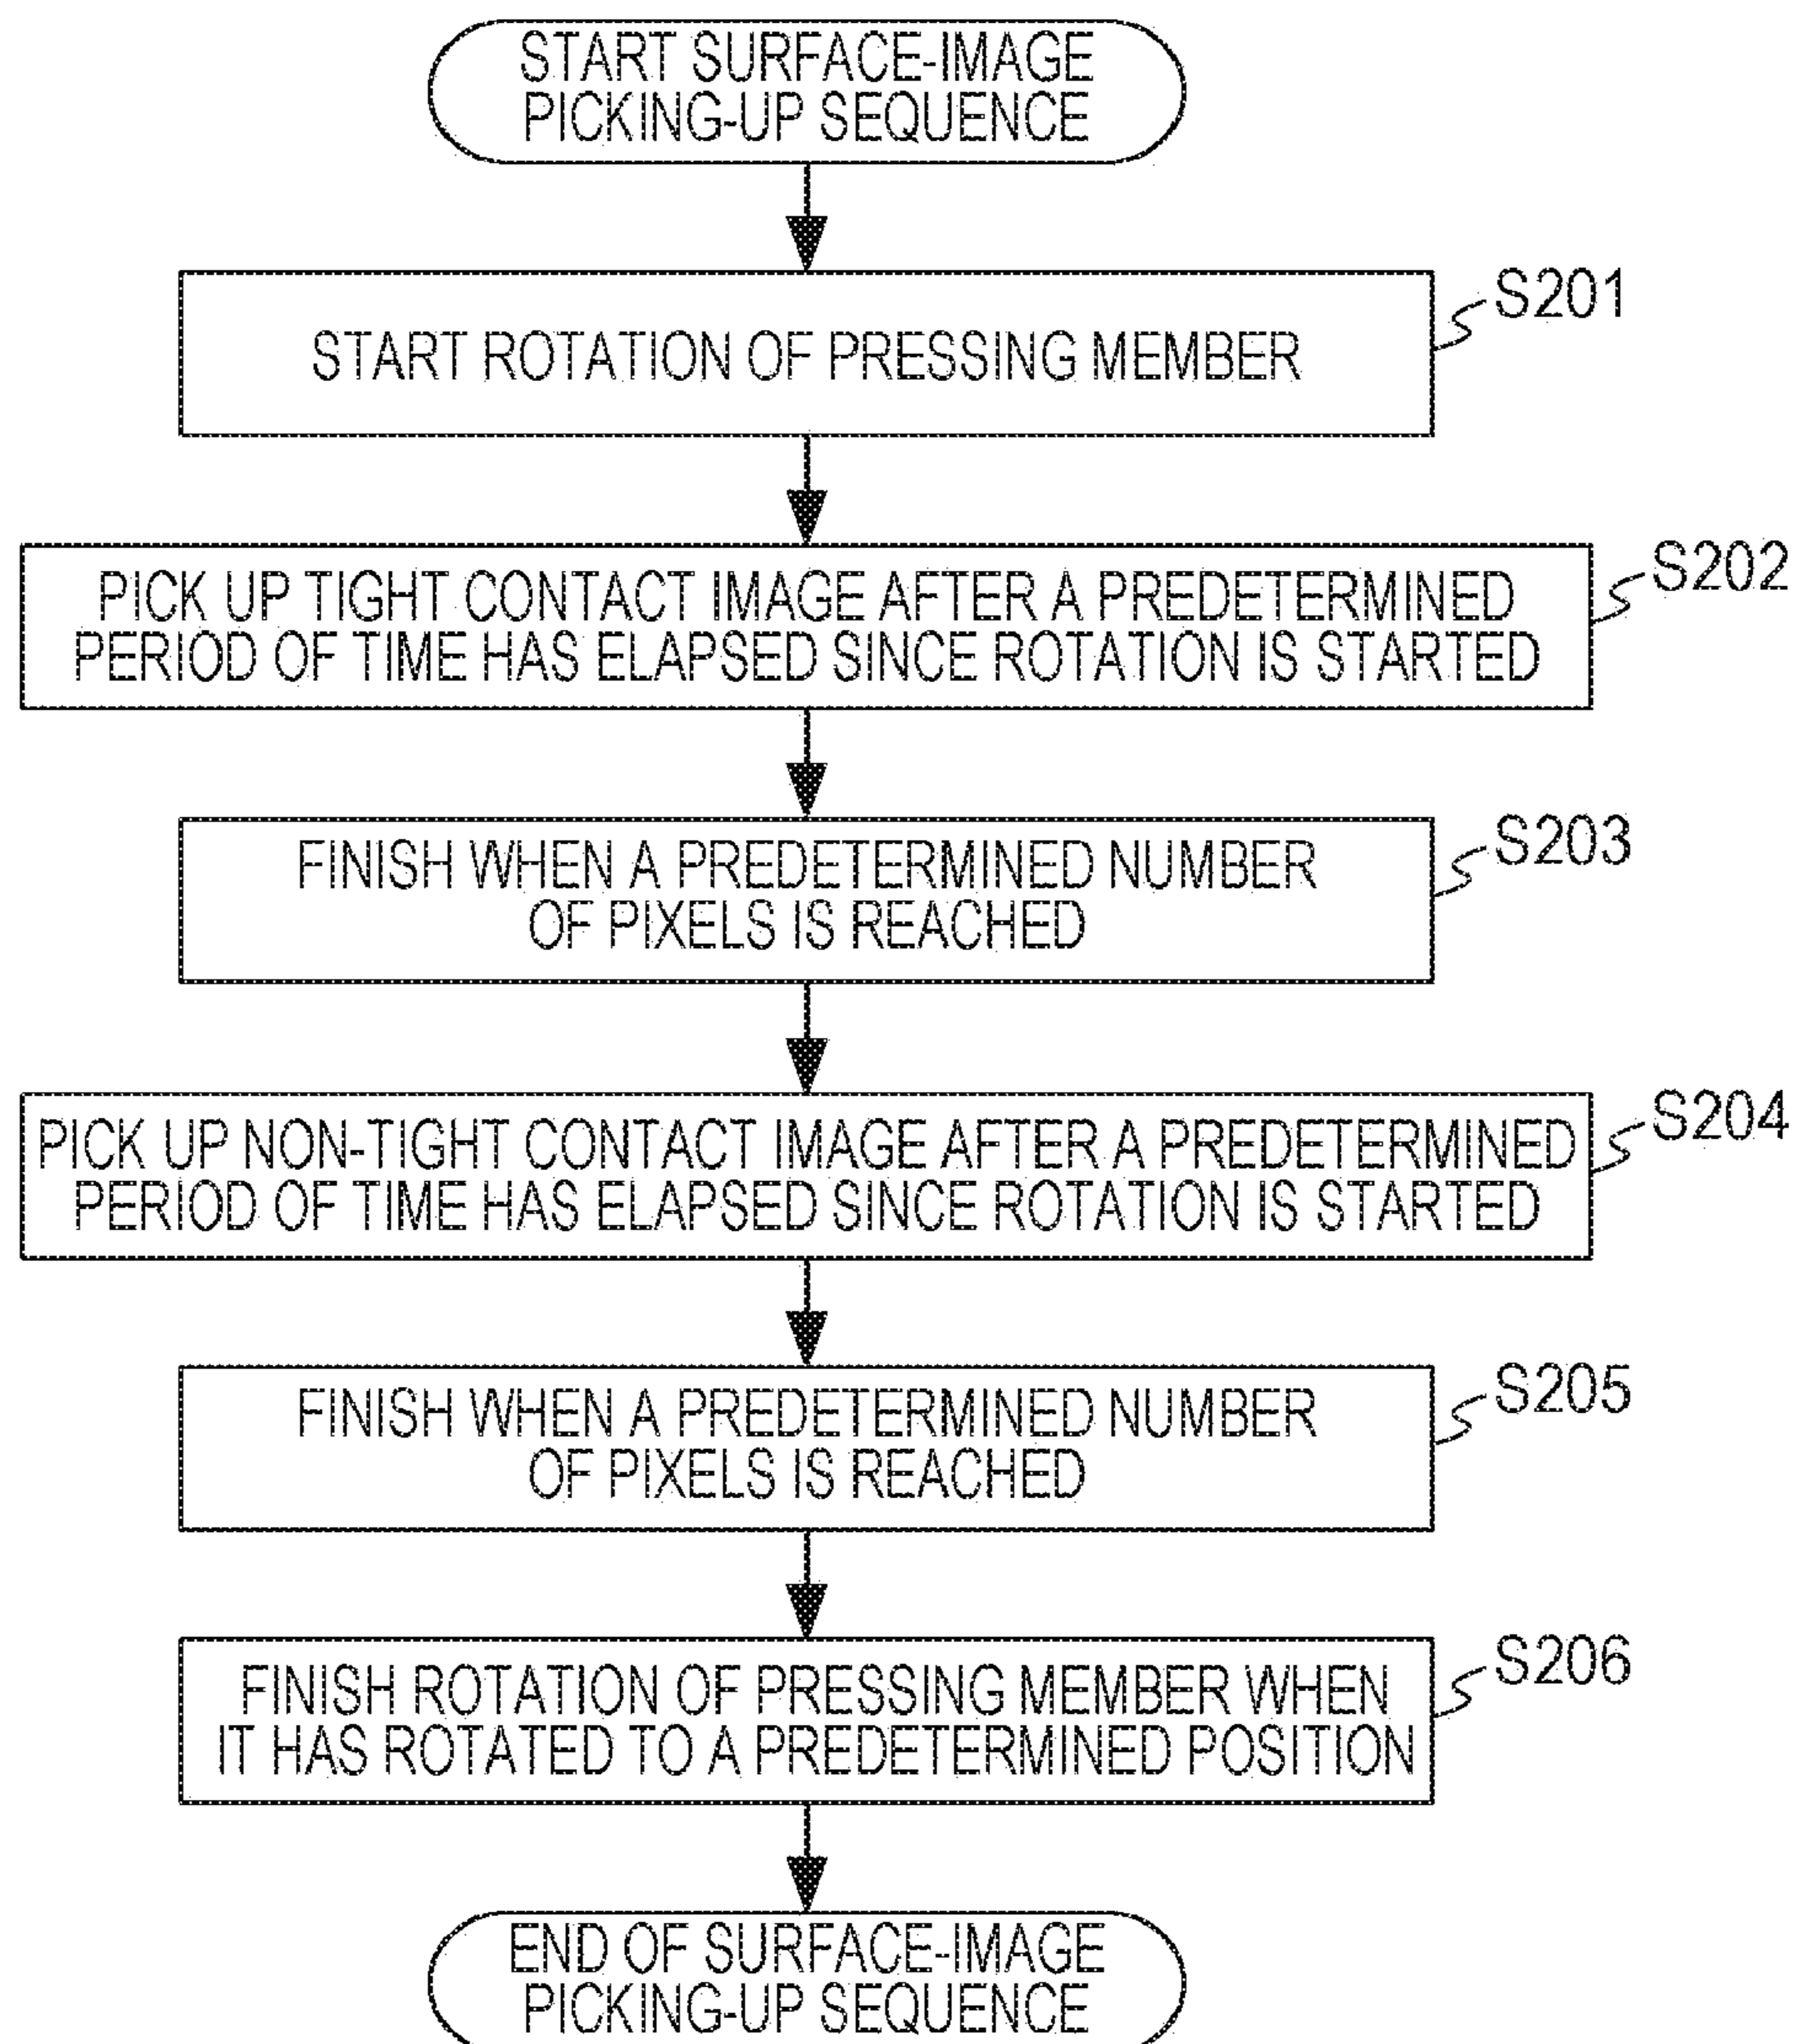 START SURFACE-IMAGE
PICKING-UP SEQUENCE
S201
START ROTATION OF PRESSING MEMBER
S202
PICK UP TIGHT CONTACT IMAGE AFTER A PREDETERMINED
PERIOD OF TIME HAS ELAPSED SINCE ROTATION IS STARTED
S203
FINISH WHEN A PREDETERMINED NUMBER
OF PIXELS IS REACHED
S204
PICK UP NON-TIGHT CONTACT IMAGE AFTER A PREDETERMINED
PERIOD OF TIME HAS ELAPSED SINCE ROTATION IS STARTED
S205
FINISH WHEN A PREDETERMINED NUMBER
OF PIXELS IS REACHED
S206
FINISH ROTATION OF PRESSING MEMBER WHEN
IT HAS ROTATED TO A PREDETERMINED POSITION
END OF SURFACE-IMAGE
PICKING-UP SEQUENCE